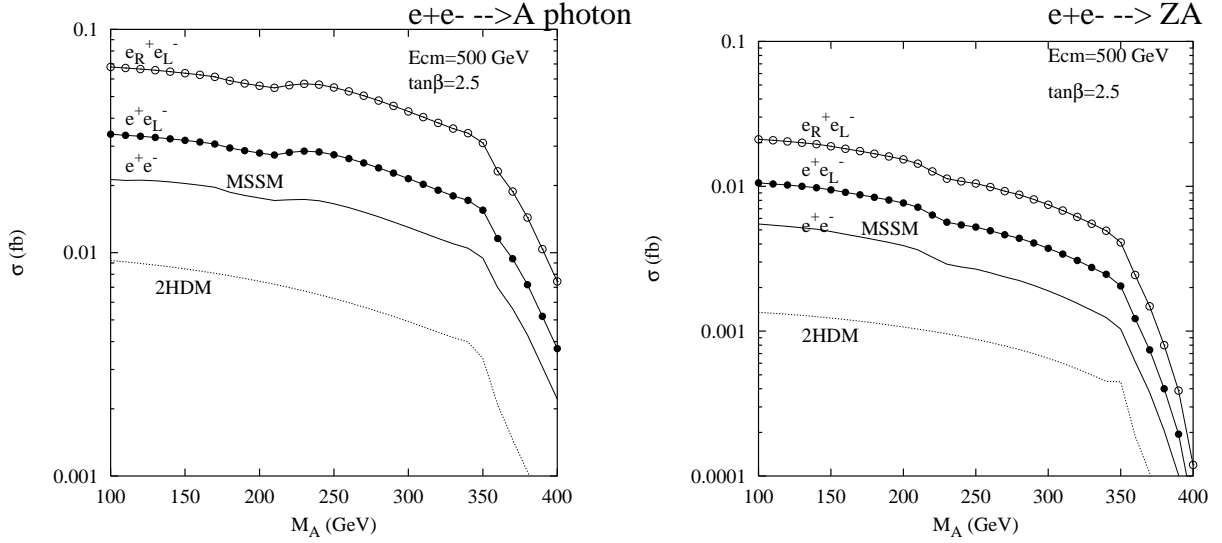 e+e- -->A photon
0.1
0.01
0.001
σ (fb)
e_R^+e_L^-
e^+e_L^-
e^+e^-
MSSM
2HDM
Ecm=500 GeV
tanβ=2.5
100 150 200 250 300 350 400
M_A (GeV)
e+e- --> ZA
0.1
0.01
0.001
0.0001
σ (fb)
e_R^+e_L^-
e^+e_L^-
e^+e^-
MSSM
2HDM
Ecm=500 GeV
tanβ=2.5
100 150 200 250 300 350 400
M_A (GeV)